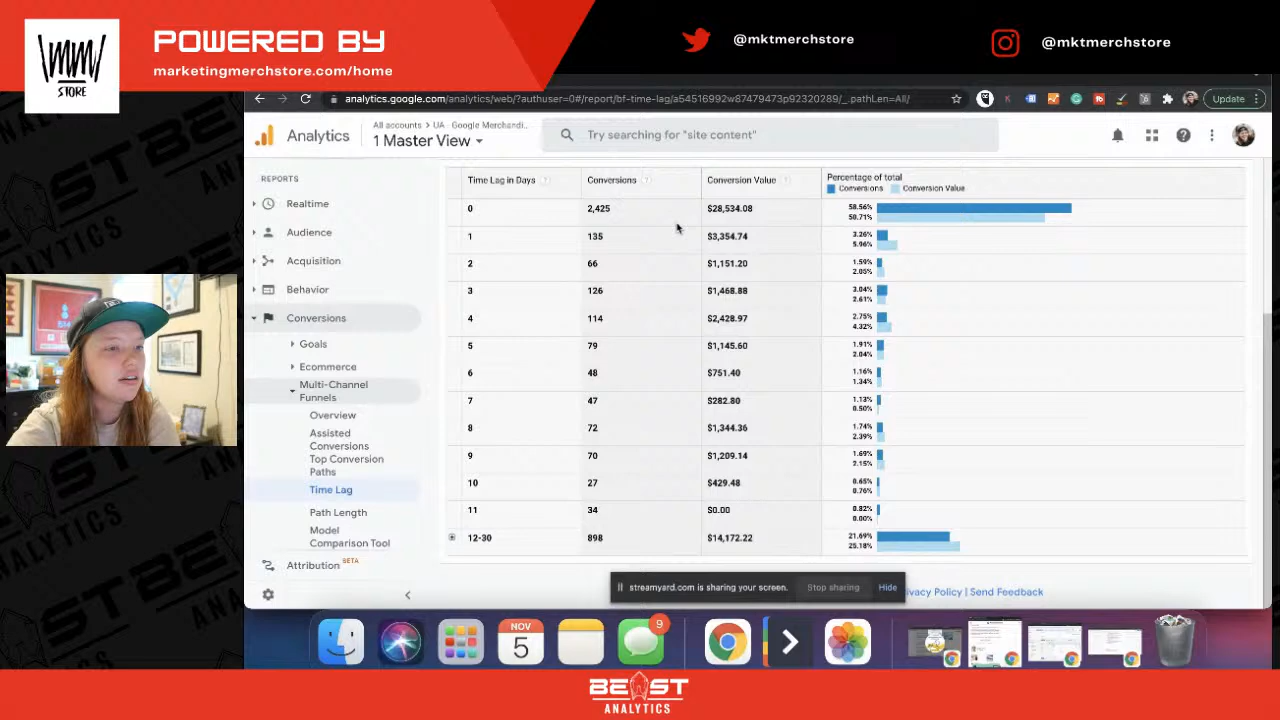 STORE
POWERED BY
marketingmerchstore.com/home
@mktmerchstore
@mktmerchstore
analytics.google.com/analytics/web/?authuser=0#/report/bf-time-lag/a54516992w87479473p92320289/_.pathLen=All/
Update
Analytics
All accounts > UA - Google Merchandi...
1 Master View
Try searching for "site content"
REPORTS
Realtime
Audience
Acquisition
Behavior
Conversions
Goals
Ecommerce
Multi-Channel
Funnels
Overview
Assisted
Conversions
Top Conversion
Paths
Time Lag
Path Length
Model
Comparison Tool
Attribution BETA
Time Lag in Days Conversions Conversion Value Percentage of total
Conversions Conversion Value
0 2,425 $28,534.08 58.56%
50.71%
1 135 $3,354.74 3.26%
5.96%
2 66 $1,151.20 1.59%
2.05%
3 126 $1,468.88 3.04%
2.61%
4 114 $2,428.97 2.75%
4.32%
5 79 $1,145.60 1.91%
2.04%
6 48 $751.40 1.16%
1.34%
7 47 $282.80 1.13%
0.50%
8 72 $1,344.36 1.74%
2.39%
9 70 $1,209.14 1.69%
2.15%
10 27 $429.48 0.65%
0.76%
11 34 $0.00 0.82%
0.00%
12-30 898 $14,172.22 21.69%
25.18%
streamyard.com is sharing your screen. Stop sharing Hide
vacy Policy | Send Feedback
NOV
5
9
BEAST
ANALYTICS